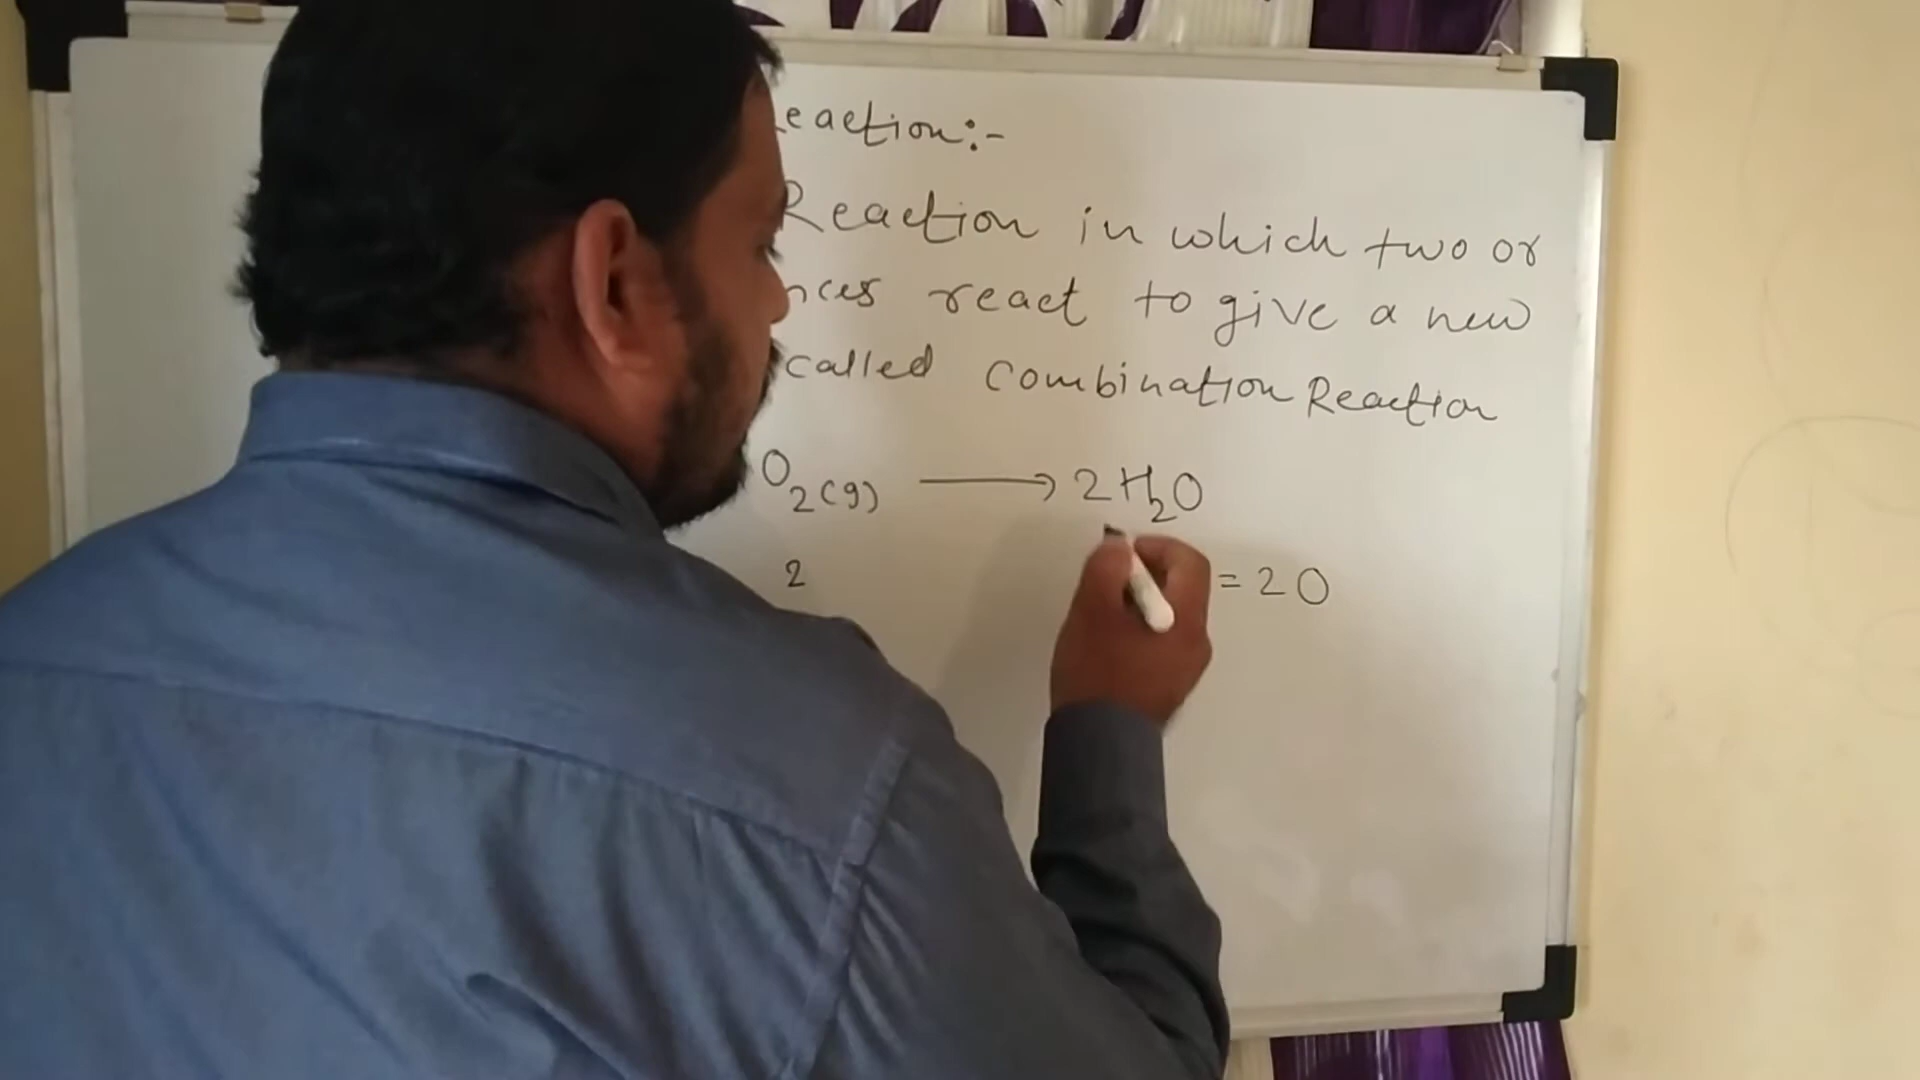 eaction:-
Reaction in which two or
nces react to give a new
called Combination Reaction
O2(g) ⟶ 2H2O
2 = 2O